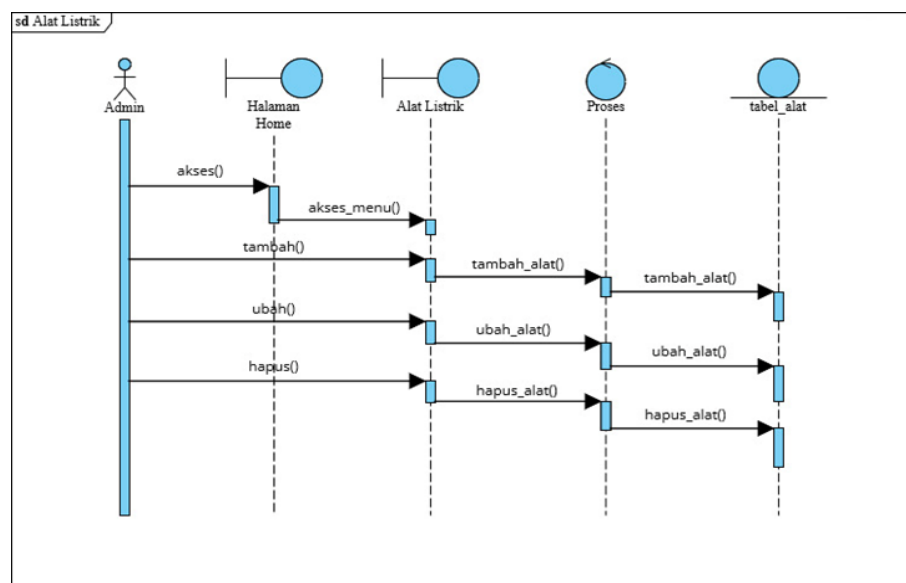 sd Alat Listrik
Admin
Halaman
Home
Alat Listrik
Proses
tabel_alat
akses()
akses_menu()
tambah()
tambah_alat()
tambah_alat()
ubah()
ubah_alat()
ubah_alat()
hapus()
hapus_alat()
hapus_alat()